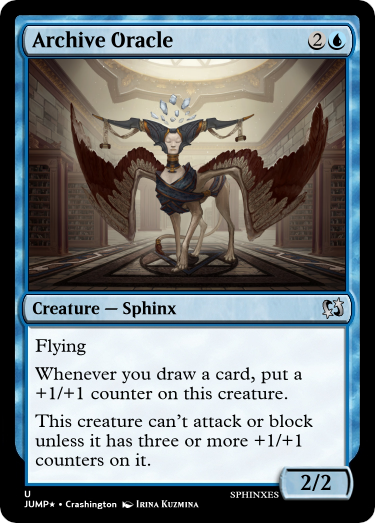 Archive Oracle 2
Creature — Sphinx
Flying
Whenever you draw a card, put a
+1/+1 counter on this creature.
This creature can't attack or block
unless it has three or more +1/+1
counters on it.
2/2
U
SPHINXES
JUMP★ • Crashington IRINA KUZMINA